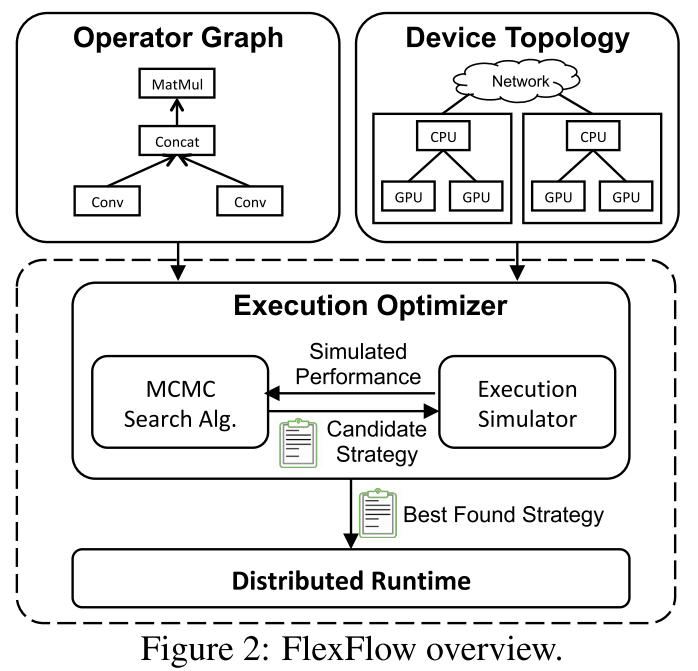 Operator Graph
MatMul
Concat
Conv
Conv
Device Topology
Network
CPU
CPU
GPU
GPU
GPU
GPU
Execution Optimizer
MCMC
Search Alg.
Simulated
Performance
Candidate
Strategy
Execution
Simulator
Best Found Strategy
Distributed Runtime
Figure 2: FlexFlow overview.